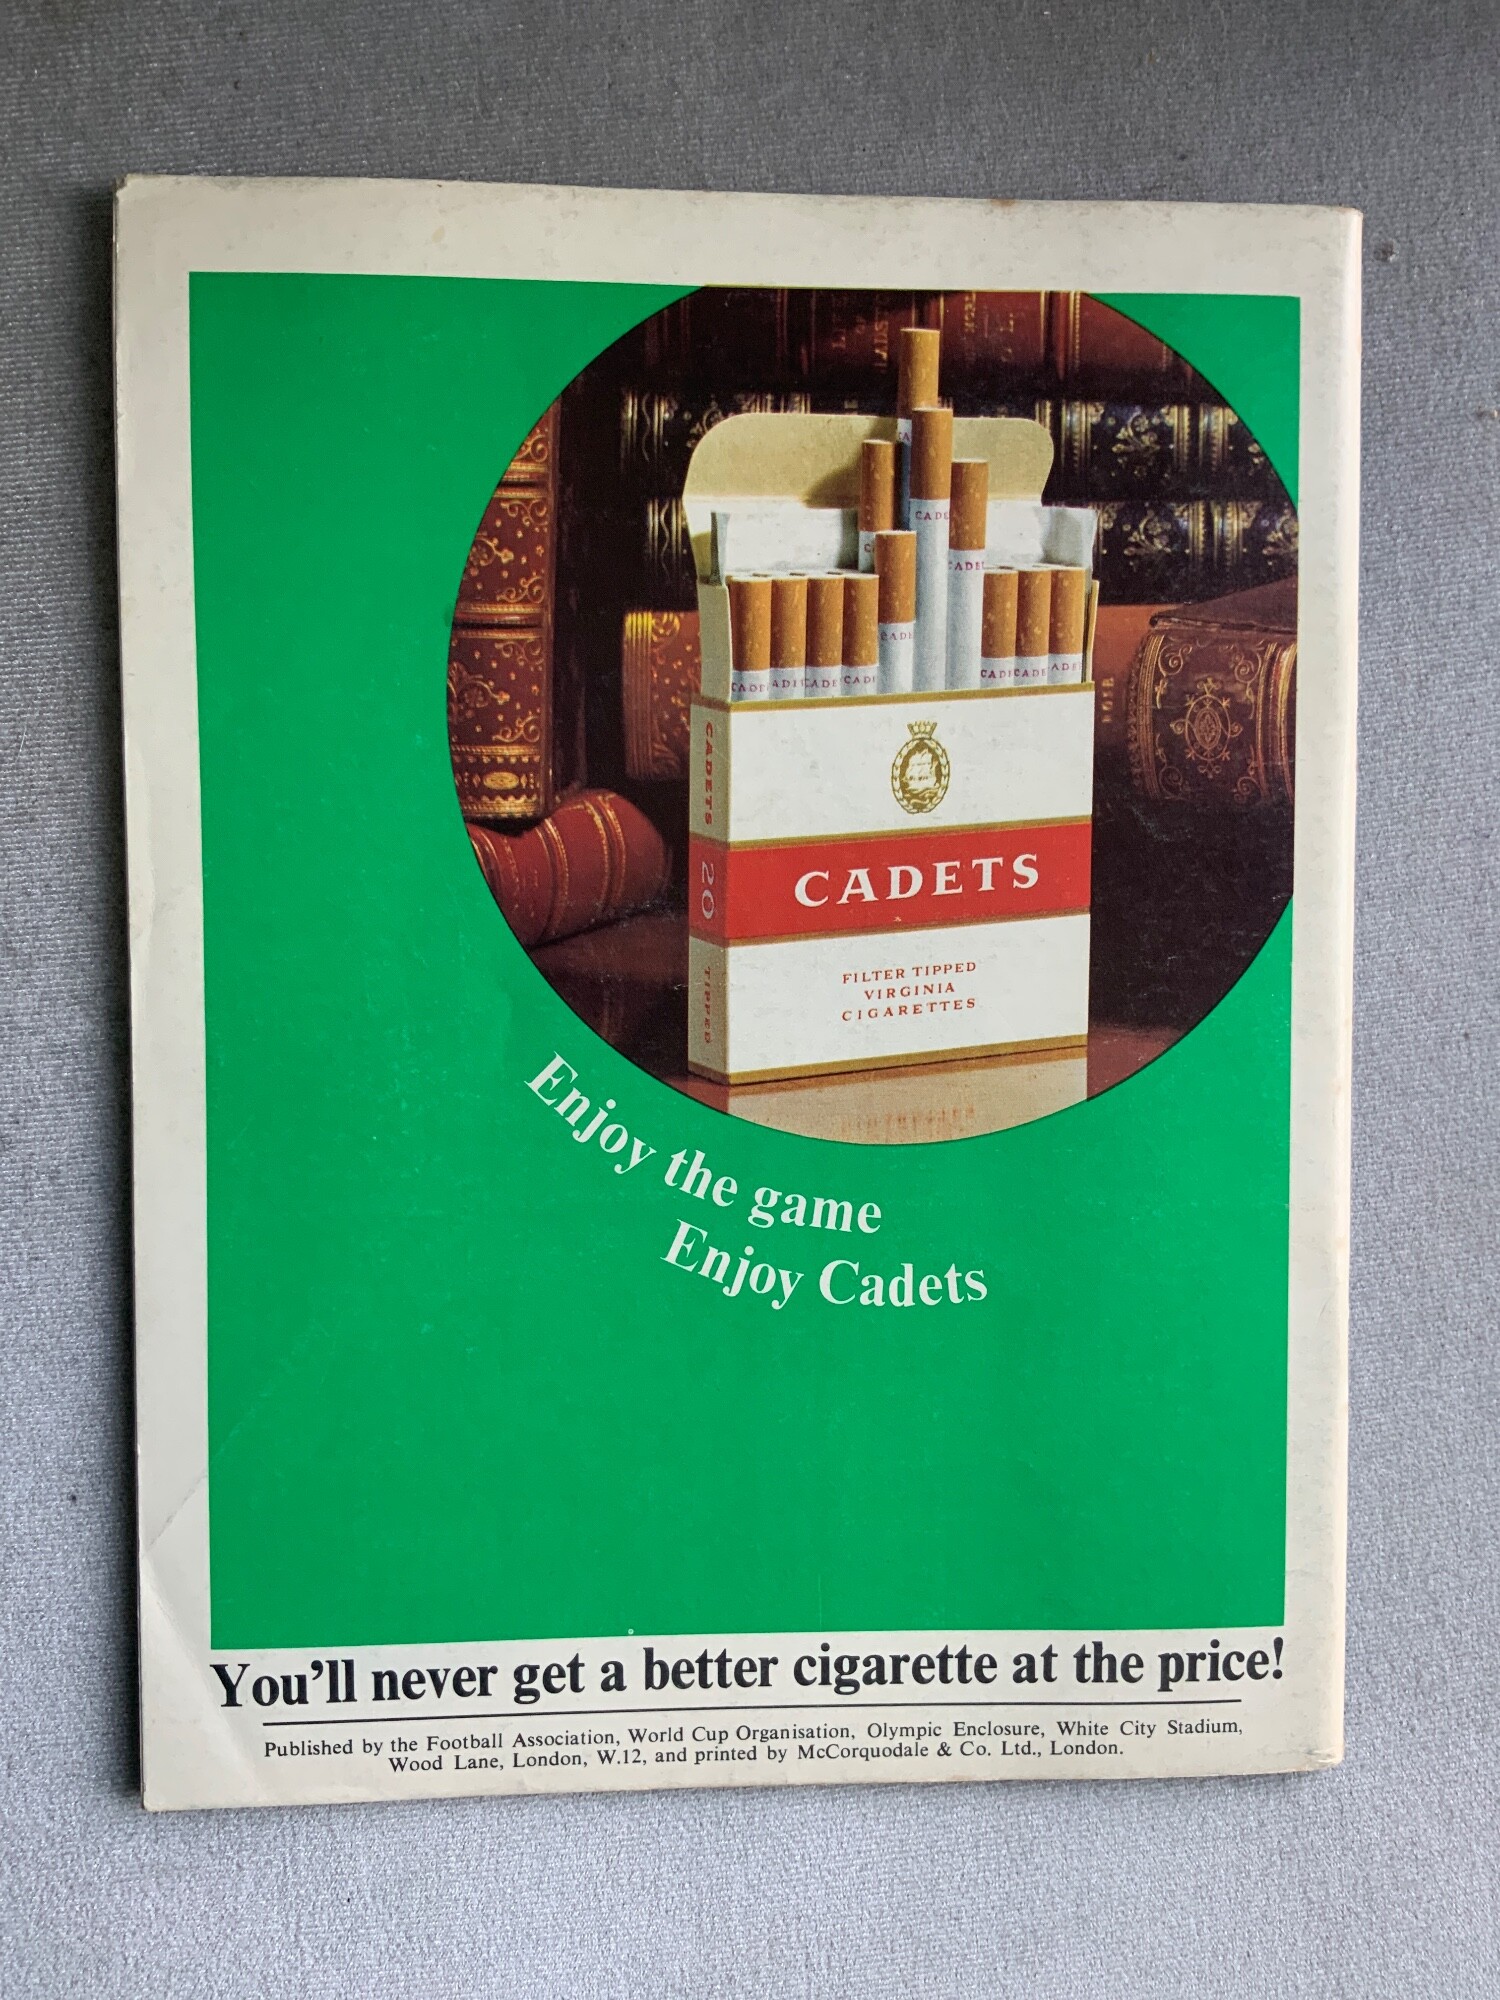 CADETS
CADETS 20 TIPPED
FILTER TIPPED
VIRGINIA
CIGARETTES
Enjoy the game
Enjoy Cadets
You'll never get a better cigarette at the price!
Published by the Football Association, World Cup Organisation, Olympic Enclosure, White City Stadium,
Wood Lane, London, W.12, and printed by McCorquodale & Co. Ltd., London.